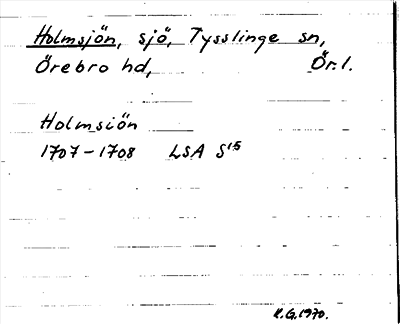 Holmsjön, sjö, Tysslinge sn,
Örebro hd, Ör. l.
Holmsiön
1707-1708 LSA S15
K.G. 1970.